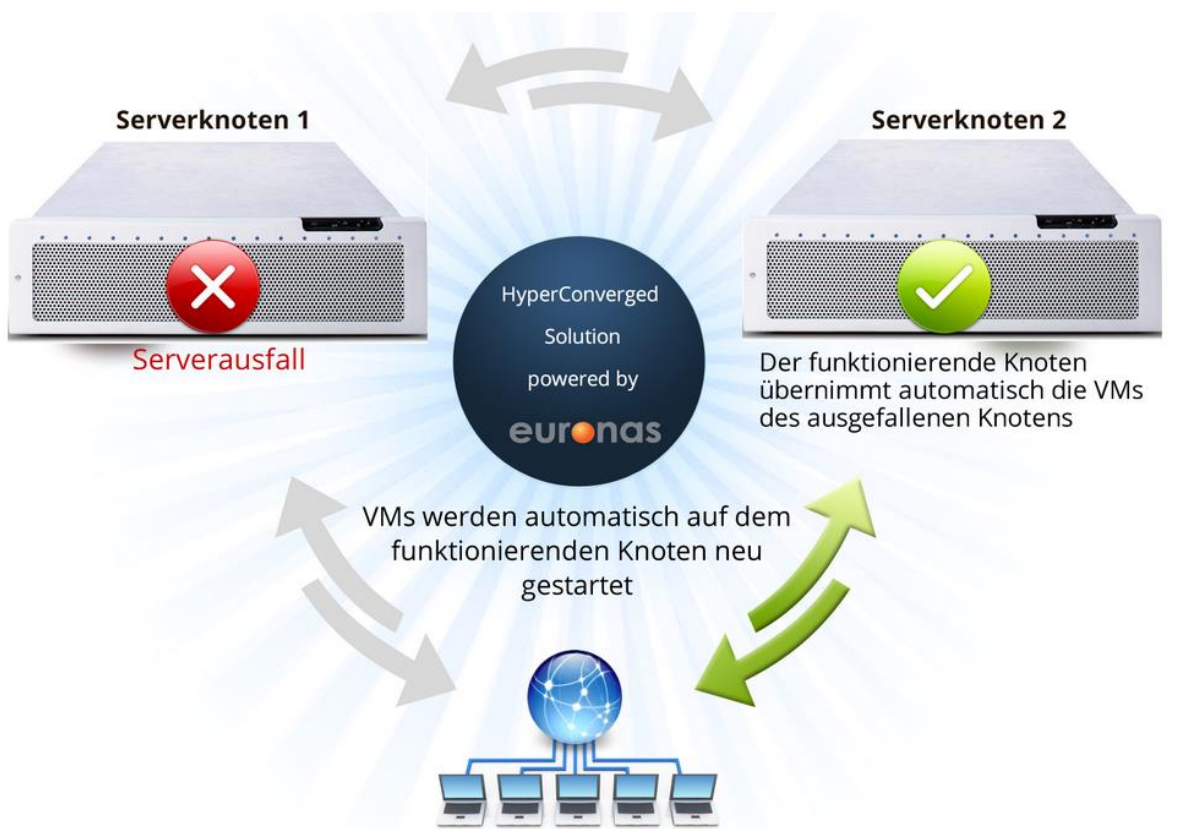 Serverknoten 1
Serverknoten 2
HyperConverged
Solution
powered by
euronas
Serverausfall
Der funktionierende Knoten
übernimmt automatisch die VMs
des ausgefallenen Knotens
VMs werden automatisch auf dem
funktionierenden Knoten neu
gestartet